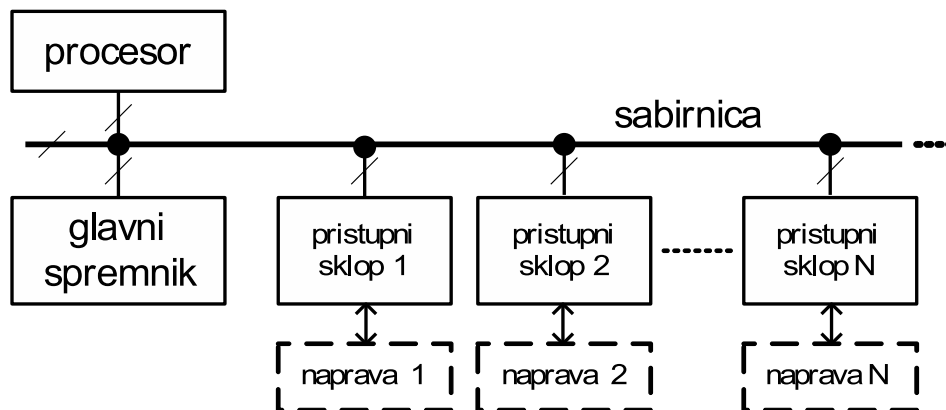 procesor
sabirnica
glavni
spremnik
pristupni
sklop 1
pristupni
sklop 2
pristupni
sklop N
naprava 1
naprava 2
naprava N